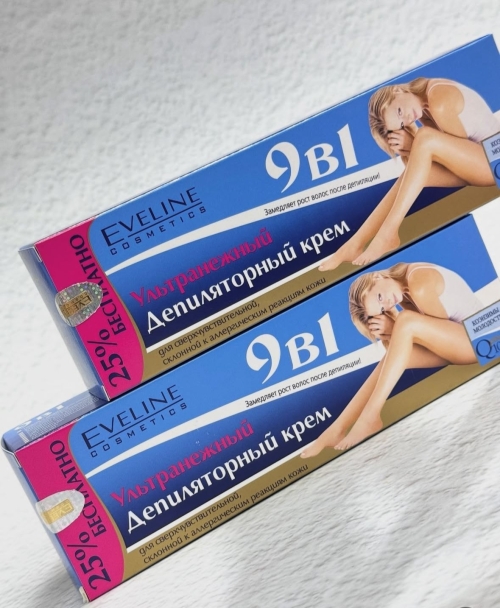 25% БЕСПЛАТНО
EVELINE
COSMETICS
9в1
Замедляет рост волос после депиляции!
Ультранежный
Депиляторный крем
для сверхчувствительной,
склонной к аллергическим реакциям кожи
25% БЕСПЛАТНО
EVELINE
COSMETICS
9в1
Замедляет рост волос после депиляции!
Ультранежный
Депиляторный крем
для сверхчувствительной,
склонной к аллергическим реакциям кожи